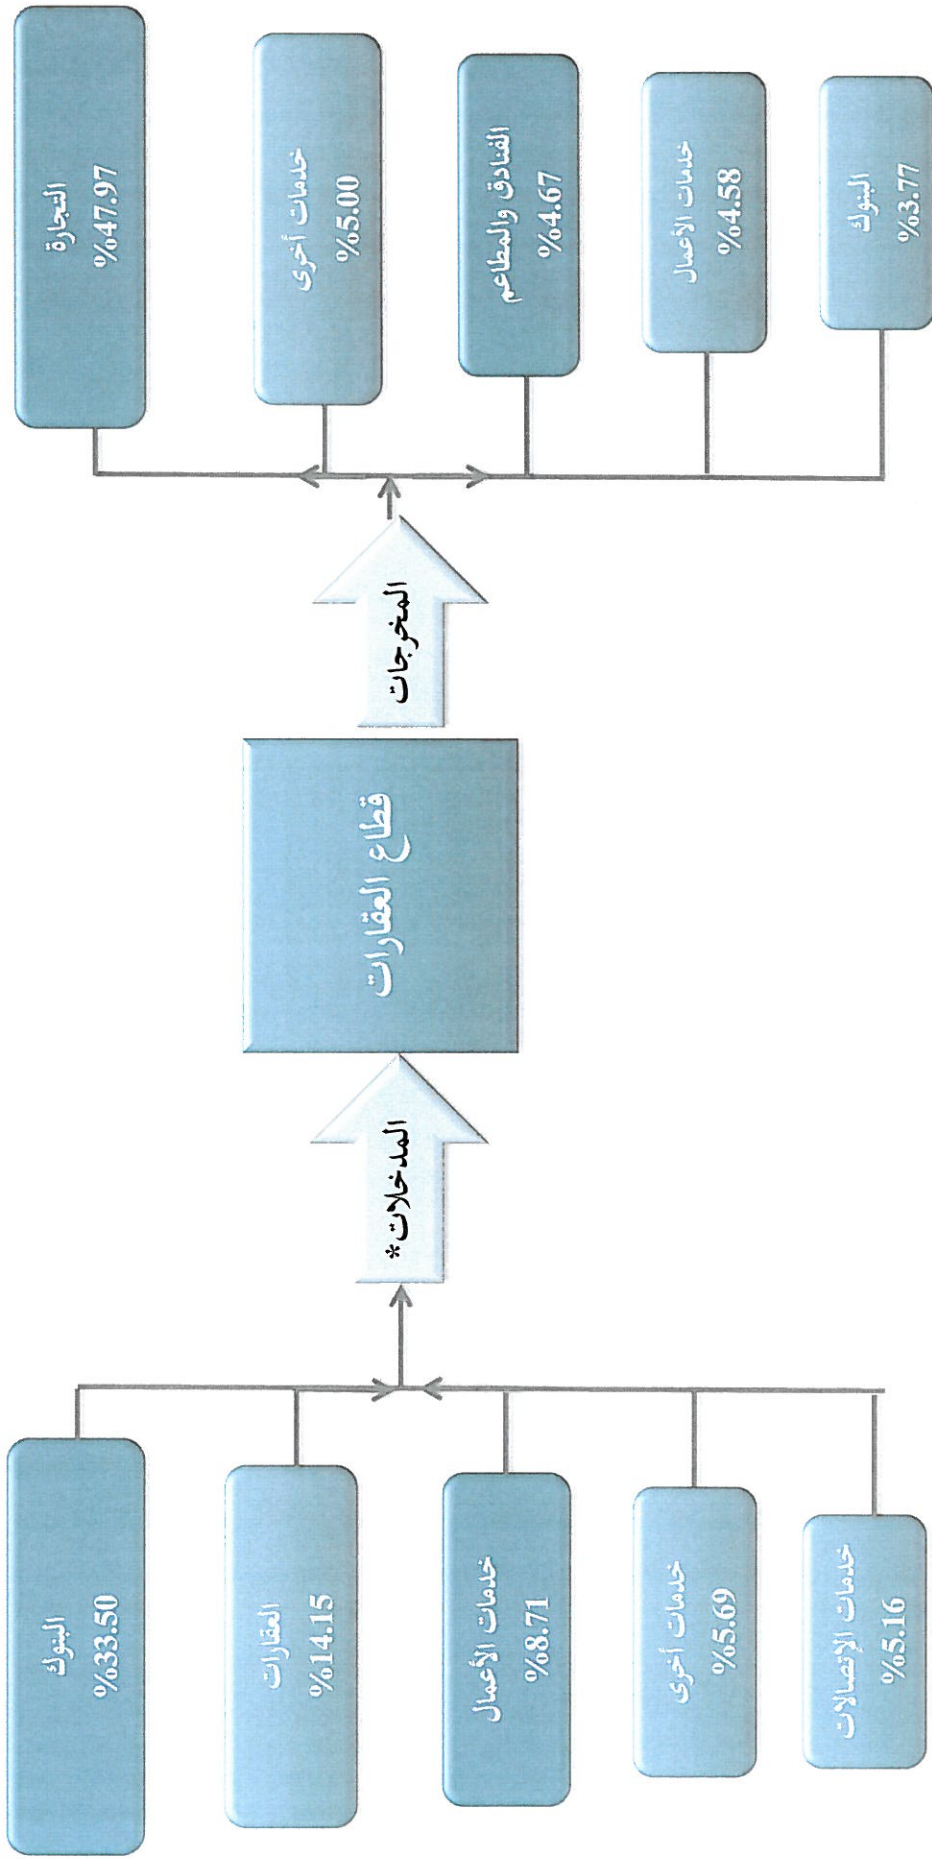 البنوك
%33.50
العقارات
%14.15
خدمات الأعمال
%8.71
خدمات أخرى
%5.69
خدمات الإتصالات
%5.16
المدخلات*
قطاع العقارات
المخرجات
التجارة
%47.97
خدمات أخرى
%5.00
الفنادق والمطاعم
%4.67
خدمات الأعمال
%4.58
البنوك
%3.77